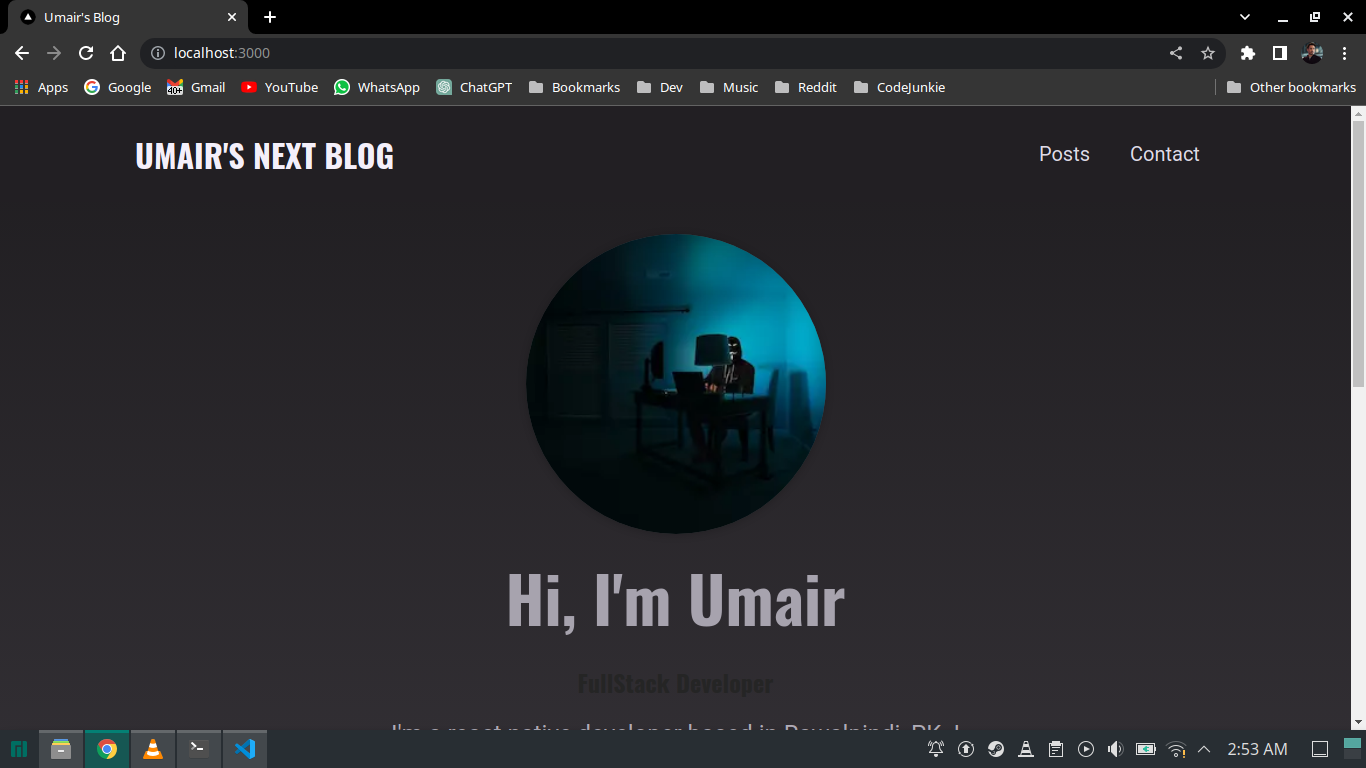 Umair's Blog
localhost:3000
Apps Google 40+ Gmail YouTube WhatsApp ChatGPT Bookmarks Dev Music Reddit CodeJunkie Other bookmarks
UMAIR'S NEXT BLOG Posts Contact
Hi, I'm Umair
FullStack Developer
I'm a react native developer based in Rawalpindi, PK. I
2:53 AM